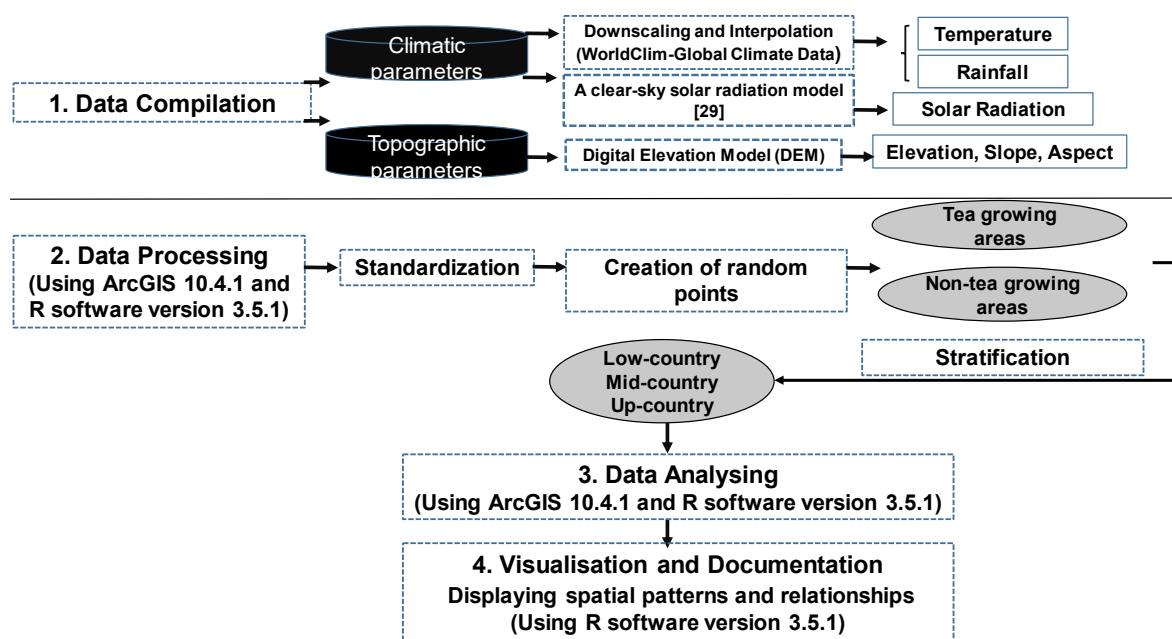 1. Data Compilation
Climatic
parameters
Downscaling and Interpolation
(WorldClim-Global Climate Data)
Temperature
Rainfall
A clear-sky solar radiation model
[29]
Solar Radiation
Topographic
parameters
Digital Elevation Model (DEM)
Elevation, Slope, Aspect
2. Data Processing
(Using ArcGIS 10.4.1 and
R software version 3.5.1)
Standardization
Creation of random
points
Tea growing
areas
Non-tea growing
areas
Stratification
Low-country
Mid-country
Up-country
3. Data Analysing
(Using ArcGIS 10.4.1 and R software version 3.5.1)
4. Visualisation and Documentation
Displaying spatial patterns and relationships
(Using R software version 3.5.1)